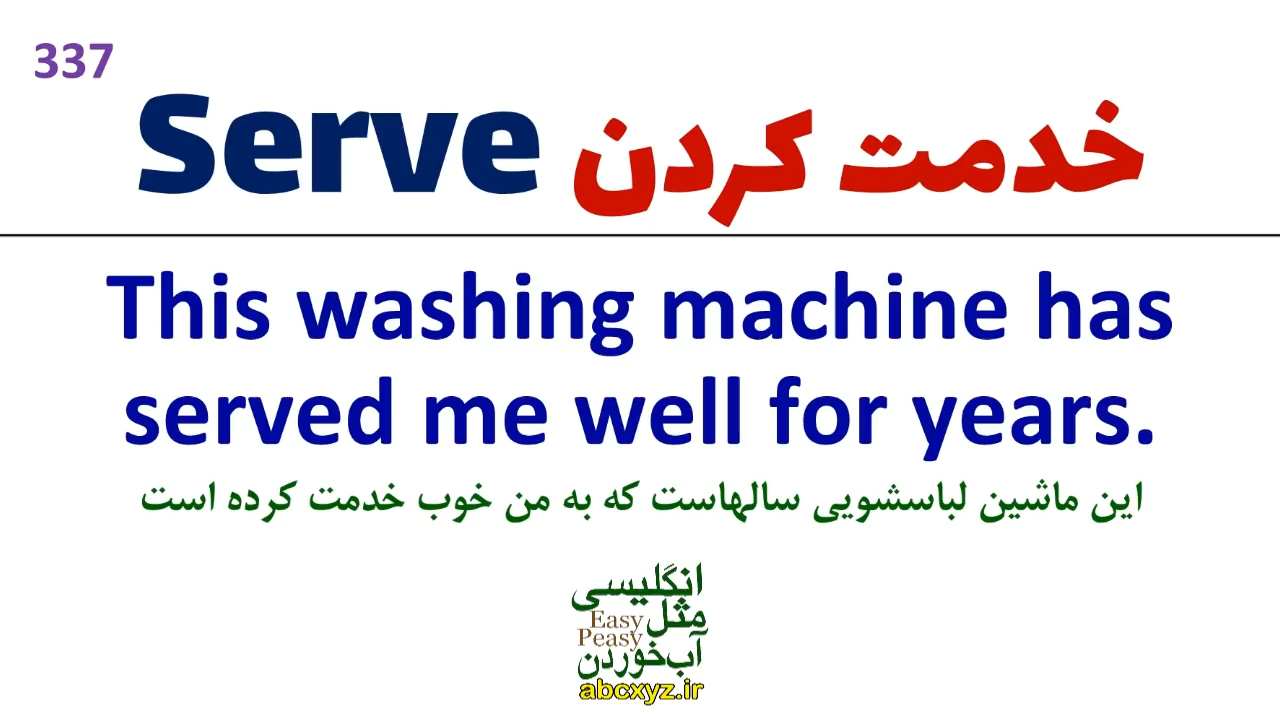 337
Serve خدمت کردن
This washing machine has
served me well for years.
این ماشین لباسشویی سالهاست که به من خوب خدمت کرده است
انگلیسی
مثل Easy
Peasy
آب‌خوردن
abcxyz.ir